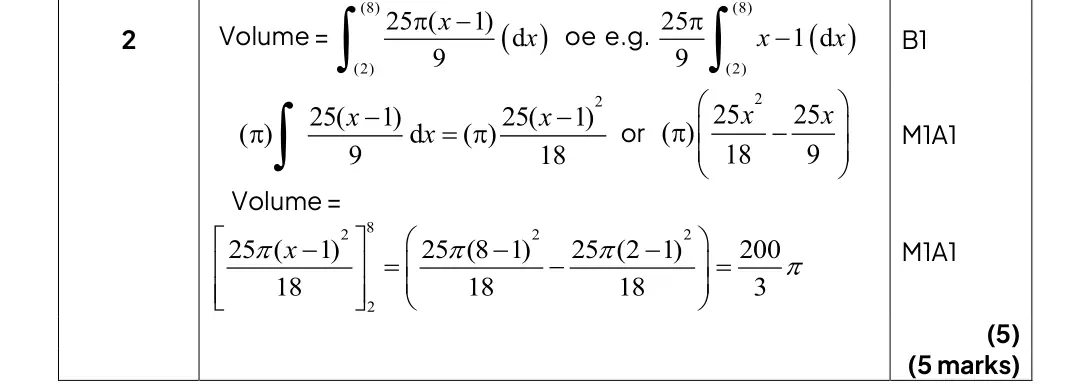 2 Volume = ∫_{(2)}^{(8)} 25π(x − 1)/9 (dx) oe e.g. 25π/9 ∫_{(2)}^{(8)} x − 1 (dx) B1
(π)∫ 25(x − 1)/9 dx = (π) 25(x − 1)²/18 or (π)(25x²/18 − 25x/9) M1A1
Volume =
[25π(x − 1)²/18]_2^8 = (25π(8 − 1)²/18 − 25π(2 − 1)²/18) = 200/3 π M1A1
(5)
(5 marks)